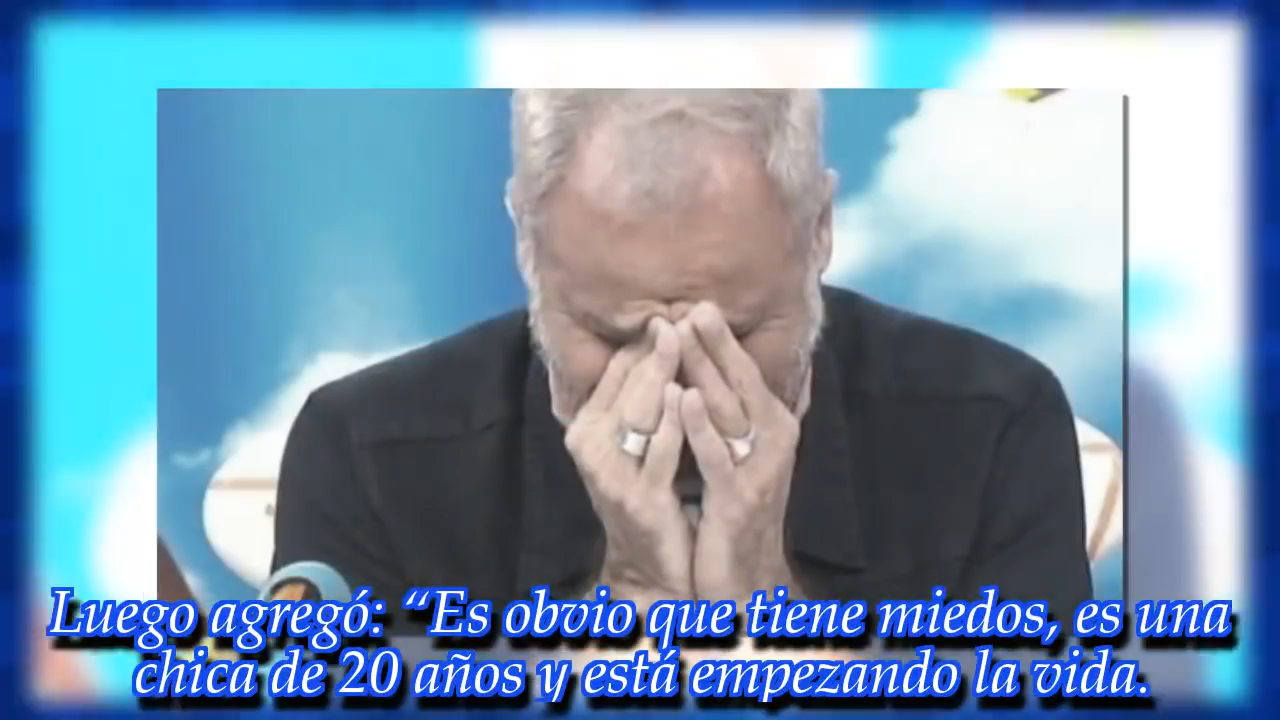 Luego agregó: “Es obvio que tiene miedos, es una
chica de 20 años y está empezando la vida.